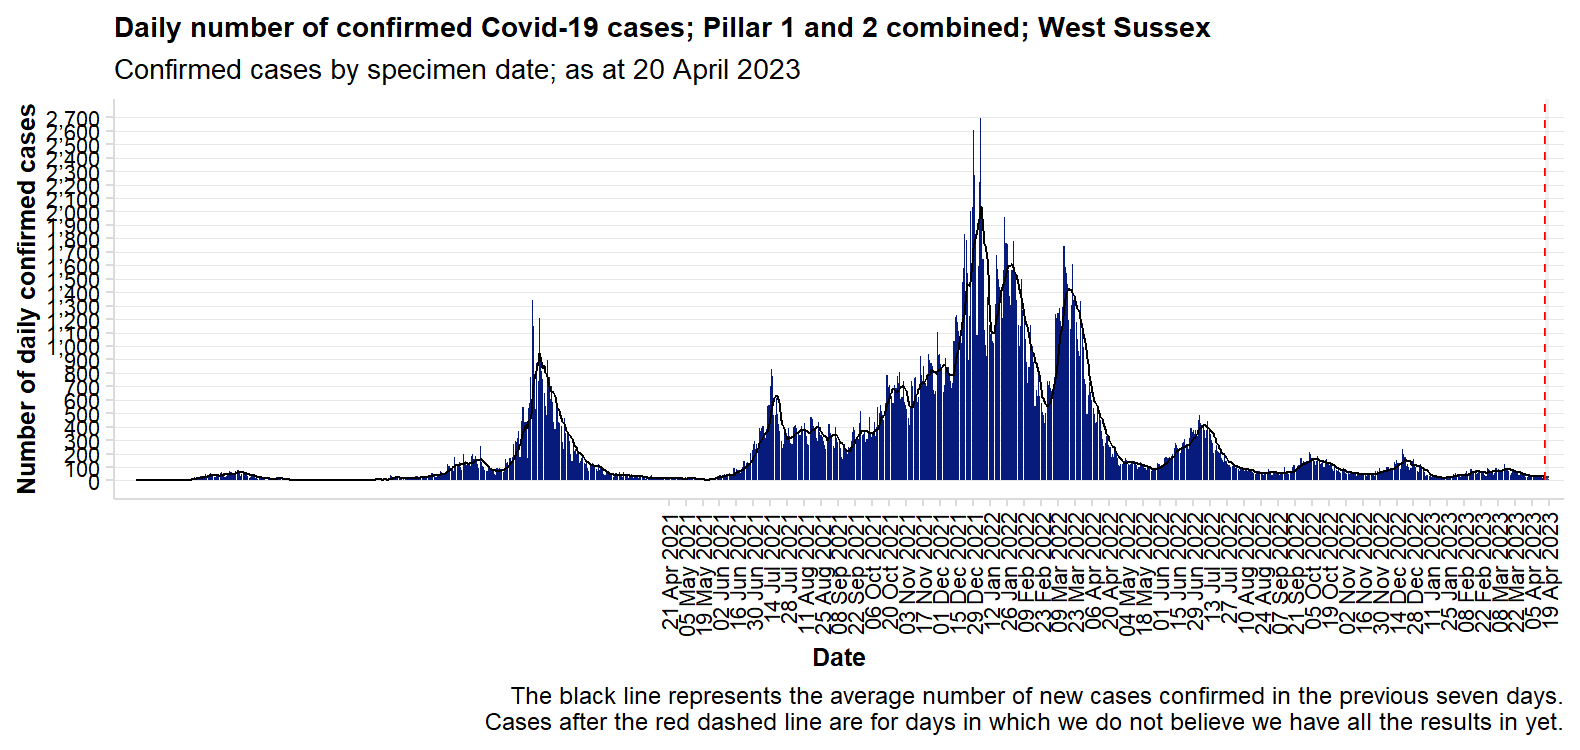 Daily number of confirmed Covid-19 cases; Pillar 1 and 2 combined; West Sussex
Confirmed cases by specimen date; as at 20 April 2023
Number of daily confirmed cases
2,700
2,600
2,500
2,400
2,300
2,200
2,100
2,000
1,900
1,800
1,700
1,600
1,500
1,400
1,300
1,200
1,100
1,000
900
800
700
600
500
400
300
200
100
0
21 Apr 2021
05 May 2021
19 May 2021
02 Jun 2021
16 Jun 2021
30 Jun 2021
14 Jul 2021
28 Jul 2021
11 Aug 2021
25 Aug 2021
08 Sep 2021
22 Sep 2021
06 Oct 2021
20 Oct 2021
03 Nov 2021
17 Nov 2021
01 Dec 2021
15 Dec 2021
29 Dec 2021
12 Jan 2022
26 Jan 2022
09 Feb 2022
23 Feb 2022
09 Mar 2022
23 Mar 2022
06 Apr 2022
20 Apr 2022
04 May 2022
18 May 2022
01 Jun 2022
15 Jun 2022
29 Jun 2022
13 Jul 2022
27 Jul 2022
10 Aug 2022
24 Aug 2022
07 Sep 2022
21 Sep 2022
05 Oct 2022
19 Oct 2022
02 Nov 2022
16 Nov 2022
30 Nov 2022
14 Dec 2022
28 Dec 2022
11 Jan 2023
25 Jan 2023
08 Feb 2023
22 Feb 2023
08 Mar 2023
22 Mar 2023
05 Apr 2023
19 Apr 2023
Date
The black line represents the average number of new cases confirmed in the previous seven days.
Cases after the red dashed line are for days in which we do not believe we have all the results in yet.